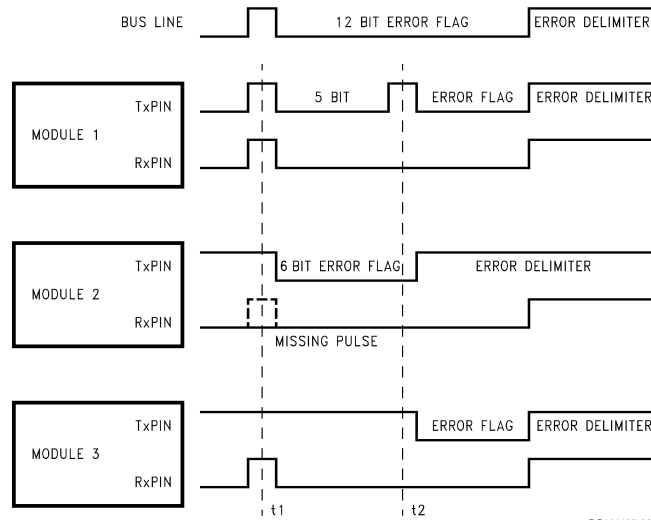 BUS LINE 12 BIT ERROR FLAG ERROR DELIMITER
TxPIN 5 BIT ERROR FLAG ERROR DELIMITER
MODULE 1
RxPIN
TxPIN 6 BIT ERROR FLAG ERROR DELIMITER
MODULE 2
RxPIN
MISSING PULSE
TxPIN ERROR FLAG ERROR DELIMITER
MODULE 3
RxPIN
t1 t2